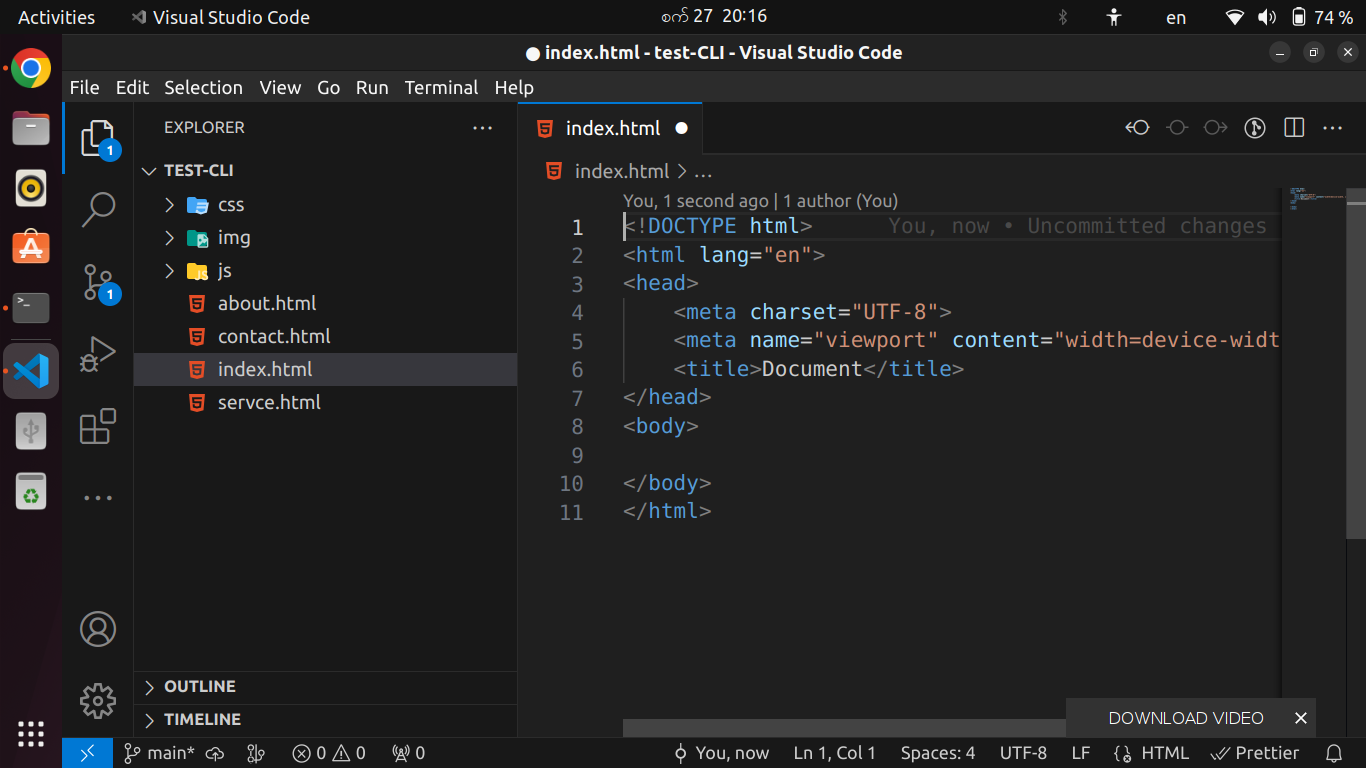 Activities
Visual Studio Code
စက် 27 20:16
en
74 %
index.html - test-CLI - Visual Studio Code
File Edit Selection View Go Run Terminal Help
EXPLORER
index.html
1
TEST-CLI
index.html > ...
css
You, 1 second ago | 1 author (You)
img
js
about.html
contact.html
index.html
servce.html
1
1 <!DOCTYPE html> You, now • Uncommitted changes
2 <html lang="en">
3 <head>
4 <meta charset="UTF-8">
5 <meta name="viewport" content="width=device-widt
6 <title>Document</title>
7 </head>
8 <body>
9
10 </body>
11 </html>
OUTLINE
TIMELINE
DOWNLOAD VIDEO
main* 0 0 0
You, now Ln 1, Col 1 Spaces: 4 UTF-8 LF HTML Prettier